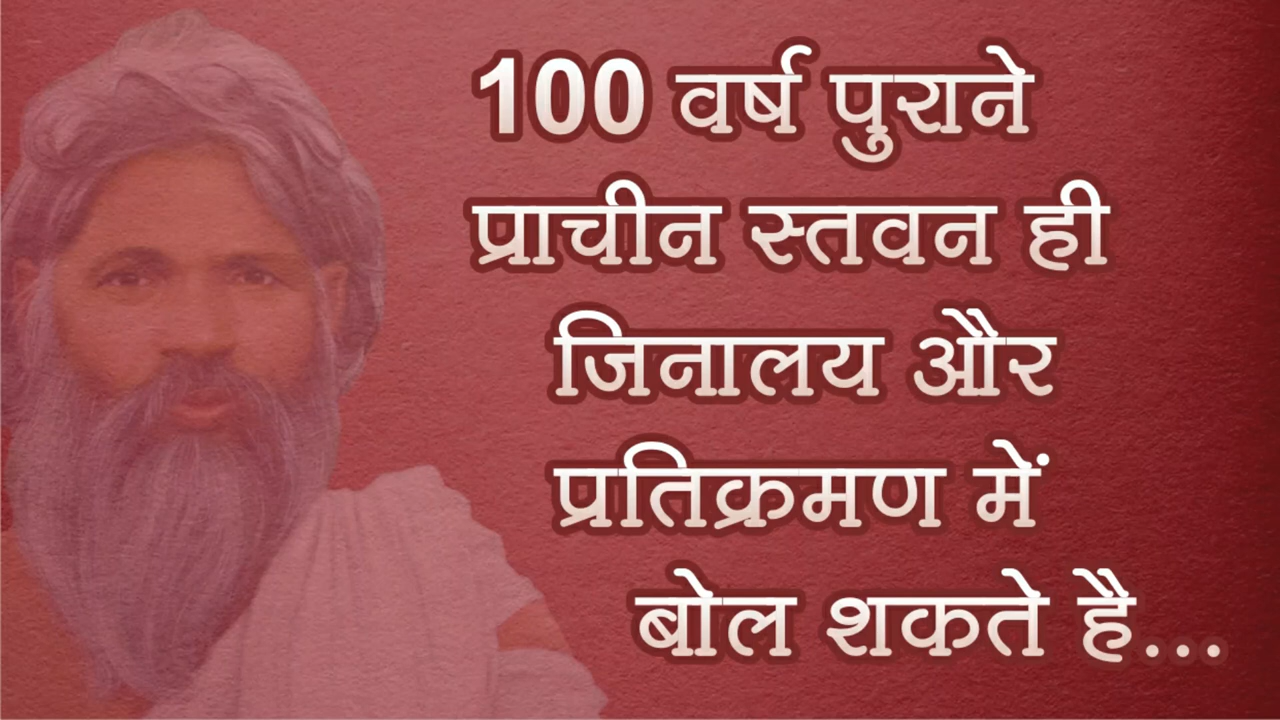 100 वर्ष पुराने
प्राचीन स्तवन ही
जिनालय और
प्रतिक्रमण में
बोल शकते है...